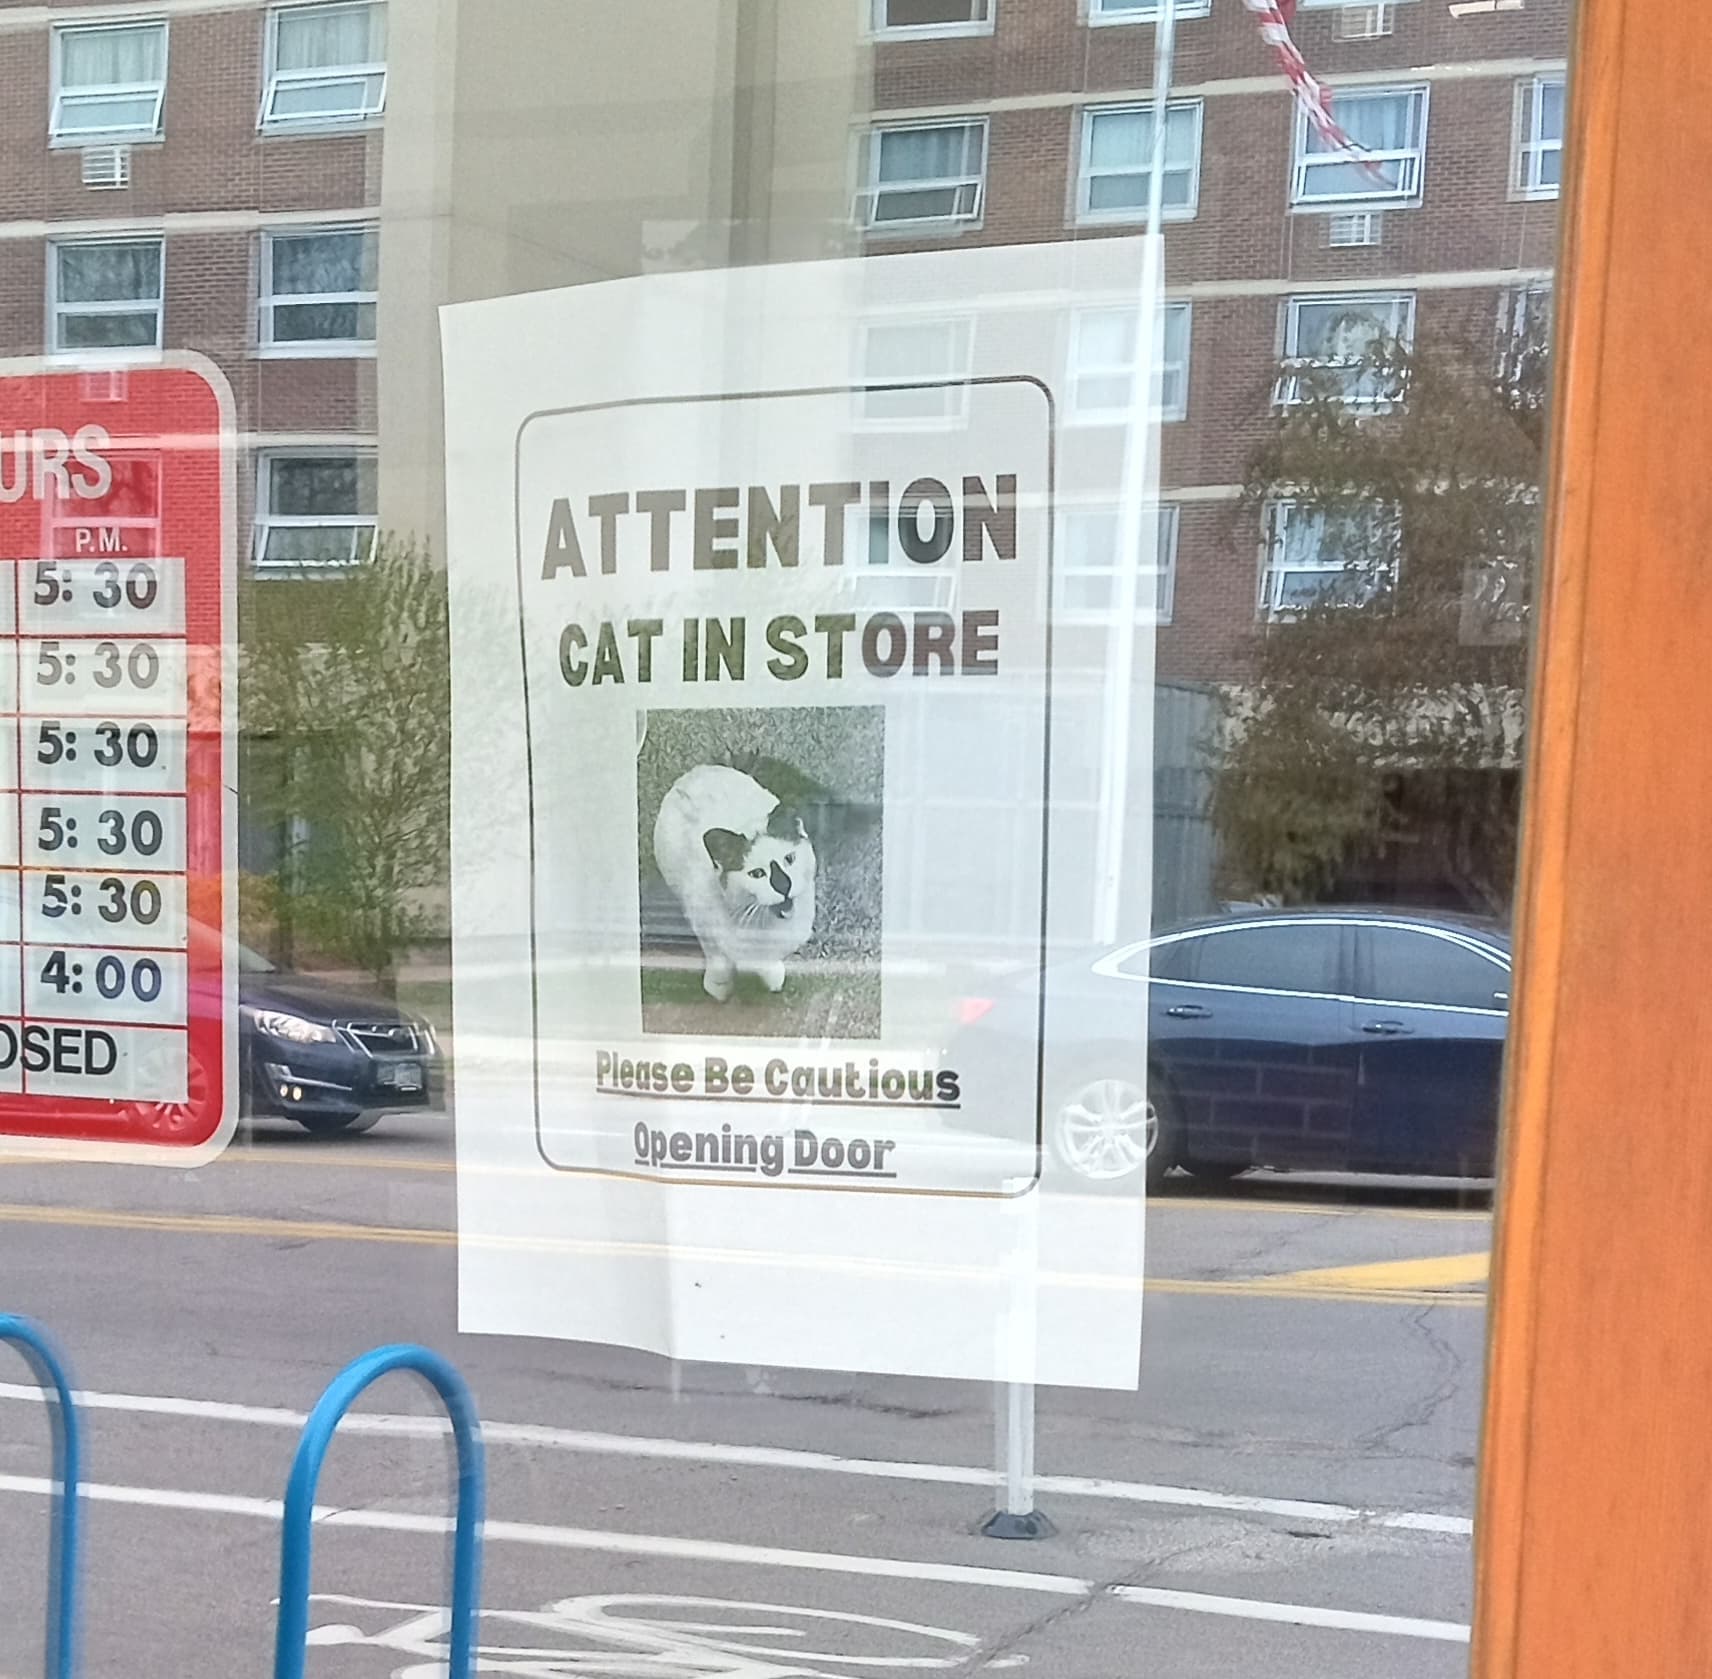 URS
P.M.
5:30
5:30
5:30
5:30
5:30
4:00
OSED
ATTENTION
CAT IN STORE
Please Be Cautious
Opening Door